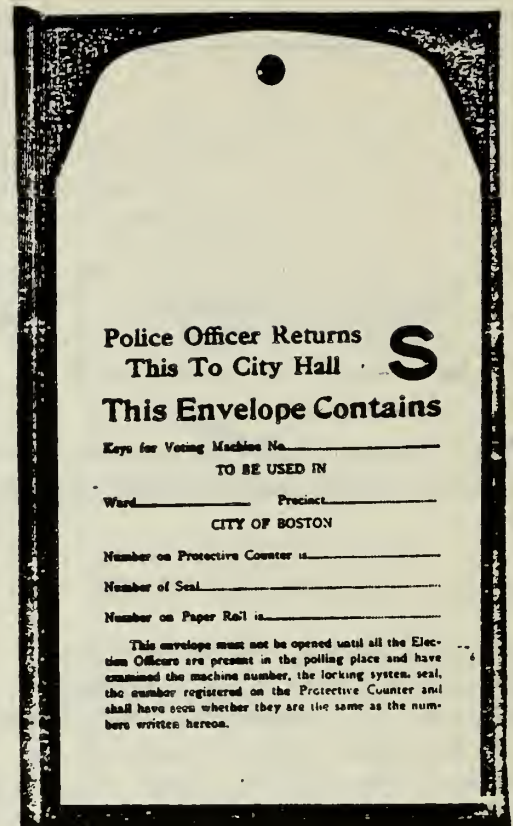 Police Officer Returns
This To City Hall
S
This Envelope Contains
Keys for Voting Machine No.
TO BE USED IN
Ward Precinct
CITY OF BOSTON
Number on Protective Counter is
Number of Seal
Number on Paper Roll is
This envelope must not be opened until all the Elec-
tion Officers are present in the polling place and have
examined the machine number, the locking system, seal,
the number registered on the Protective Counter and
shall have seen whether they are the same as the num-
bers written hereon.